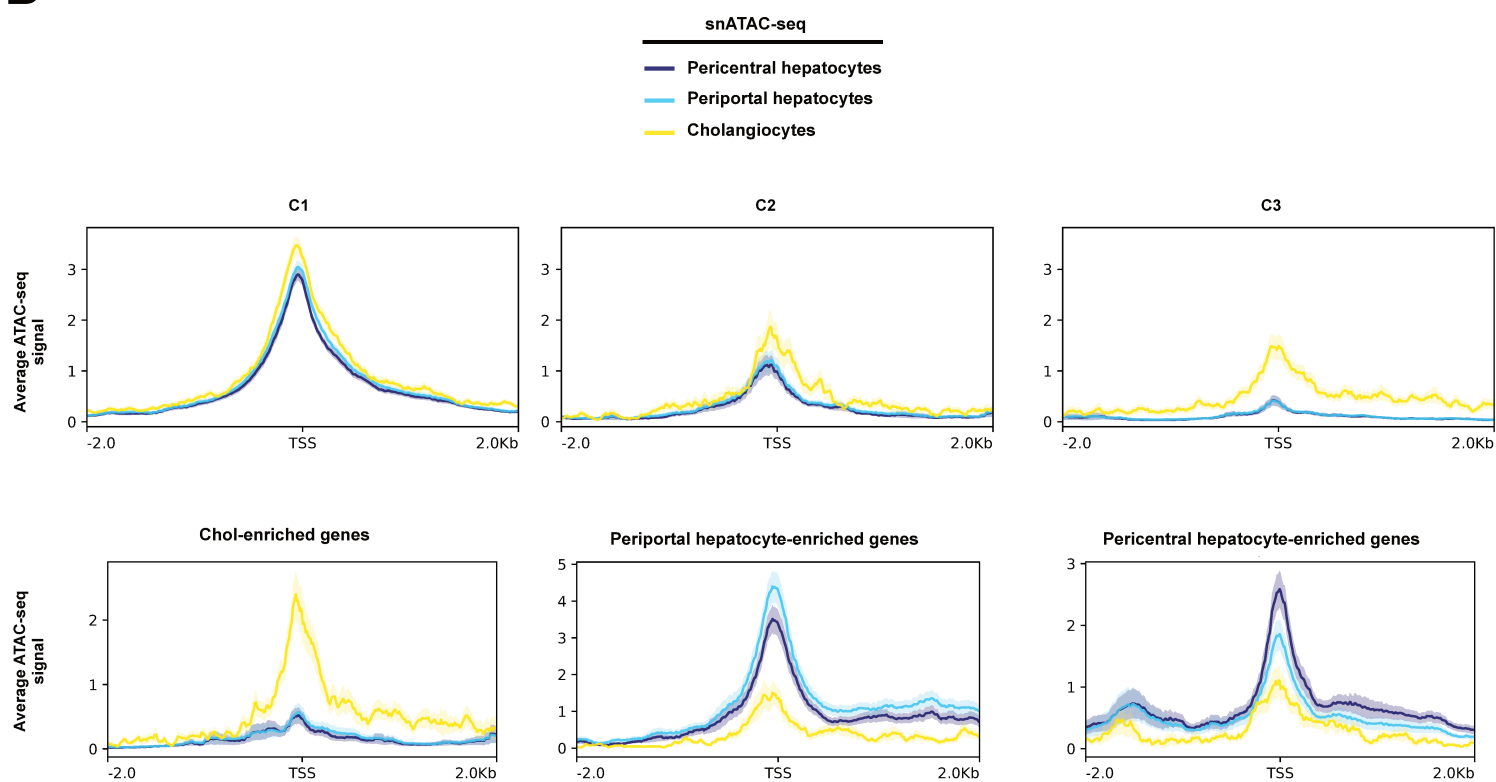 snATAC-seq
Pericentral hepatocytes
Periportal hepatocytes
Cholangiocytes
C1
C2
C3
Average ATAC-seq
signal
3
2
1
0
-2.0
TSS
2.0Kb
3
2
1
0
-2.0
TSS
2.0Kb
3
2
1
0
-2.0
TSS
2.0Kb
Chol-enriched genes
Periportal hepatocyte-enriched genes
Pericentral hepatocyte-enriched genes
Average ATAC-seq
signal
2
1
0
-2.0
TSS
2.0Kb
5
4
3
2
1
0
-2.0
TSS
2.0Kb
3
2
1
0
-2.0
TSS
2.0Kb